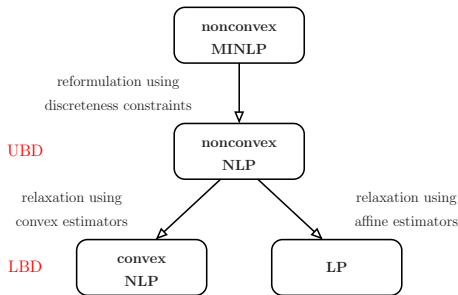 nonconvex
MINLP
reformulation using
discreteness constraints
UBD
nonconvex
NLP
relaxation using
convex estimators
relaxation using
affine estimators
LBD
convex
NLP
LP